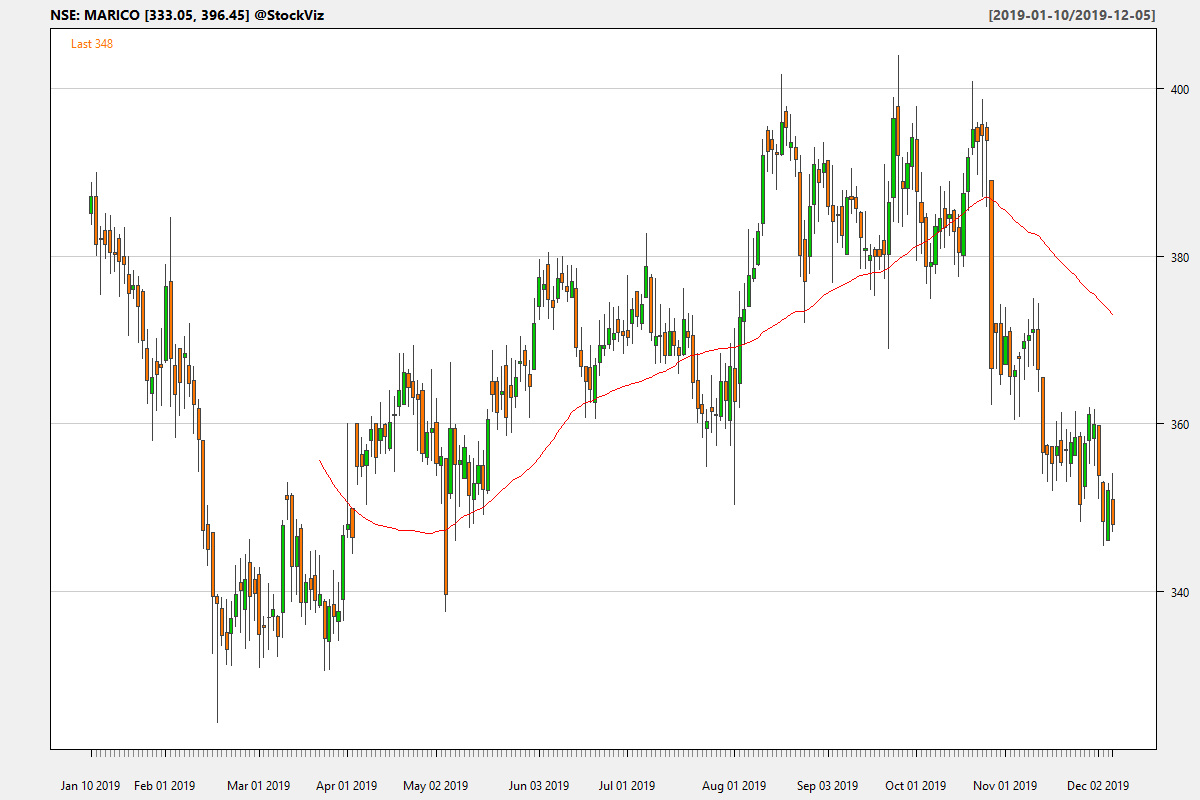 NSE: MARICO [333.05, 396.45] @StockViz
[2019-01-10/2019-12-05]
Last 348
400
380
360
340
Jan 10 2019 Feb 01 2019 Mar 01 2019 Apr 01 2019 May 02 2019 Jun 03 2019 Jul 01 2019 Aug 01 2019 Sep 03 2019 Oct 01 2019 Nov 01 2019 Dec 02 2019